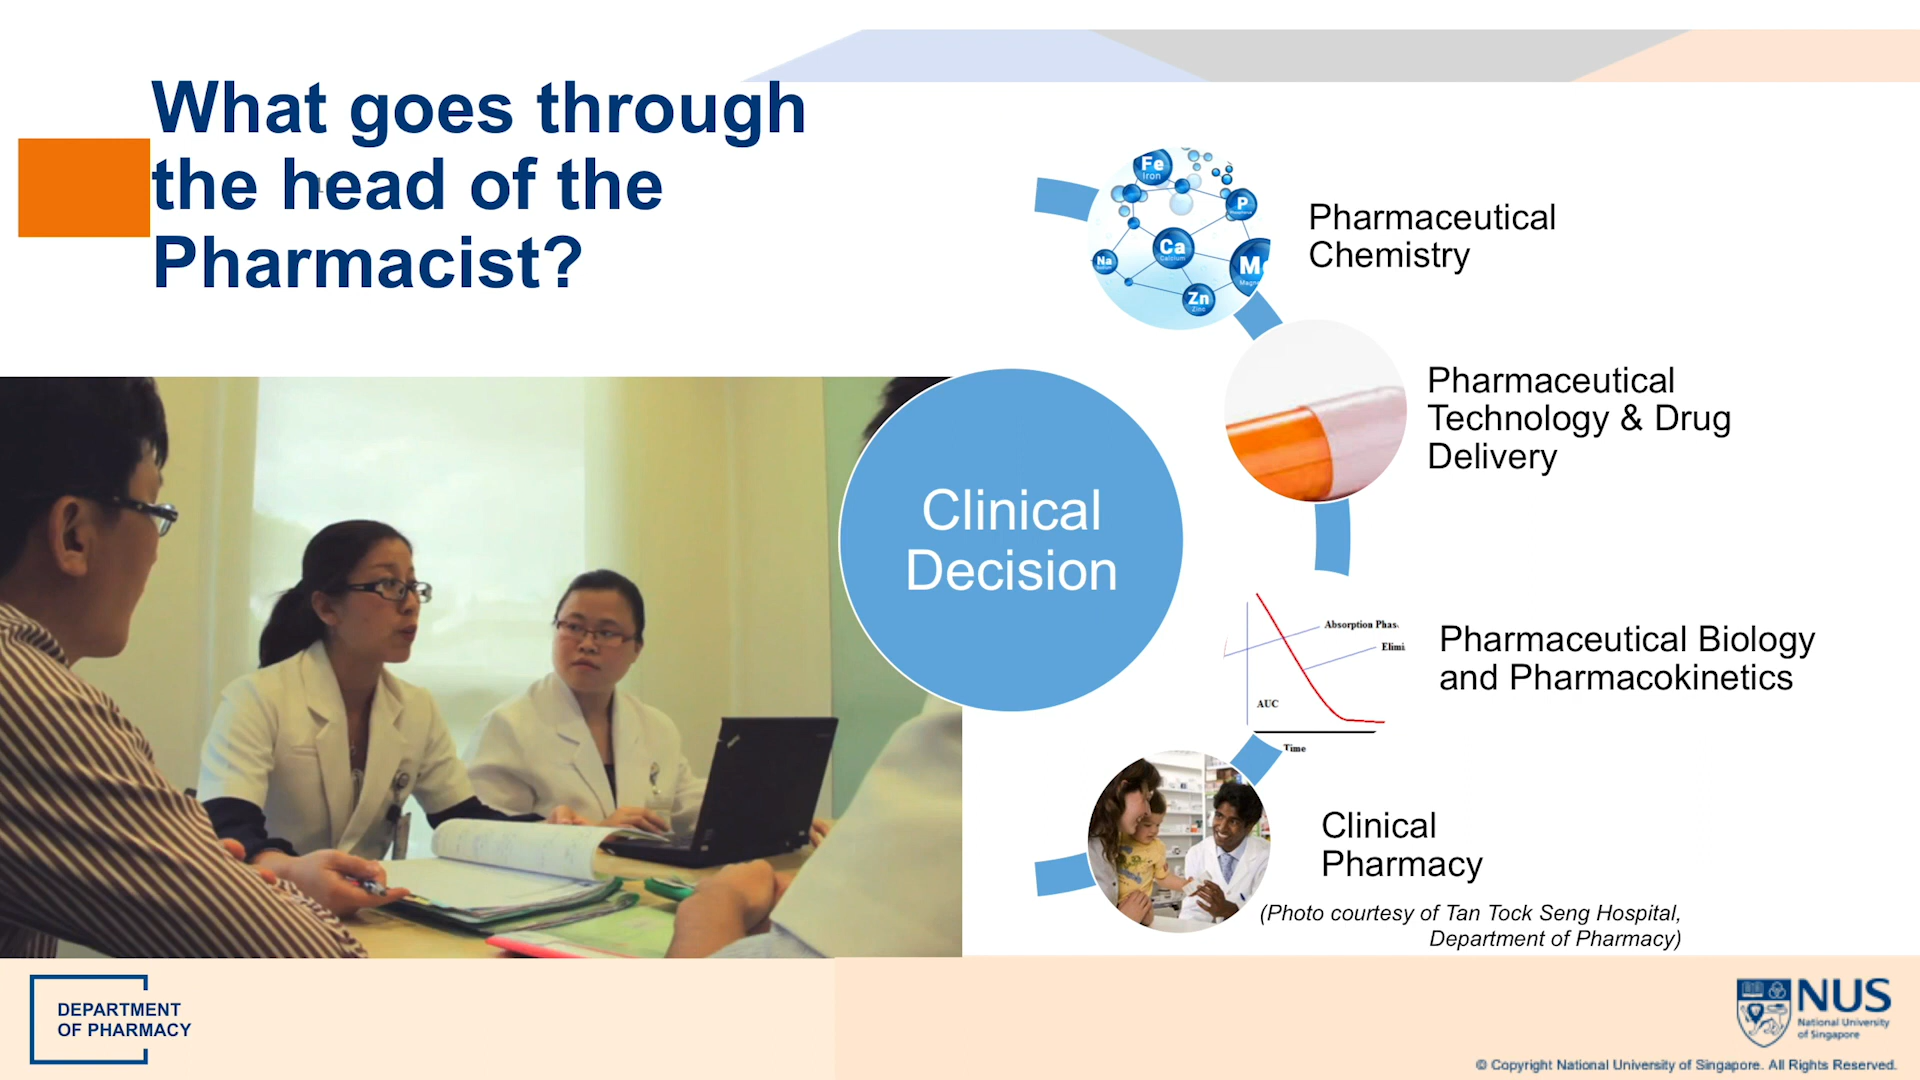 What goes through
the head of the
Pharmacist?
Fe
Iron
P
Ca
Calcium
Na
Zn
Zinc
Pharmaceutical
Chemistry
Pharmaceutical
Technology & Drug
Delivery
Clinical
Decision
Absorption Phas
Elimi
AUC
Time
Pharmaceutical Biology
and Pharmacokinetics
Clinical
Pharmacy
(Photo courtesy of Tan Tock Seng Hospital,
Department of Pharmacy)
DEPARTMENT
OF PHARMACY
NUS
National University
of Singapore
© Copyright National University of Singapore. All Rights Reserved.